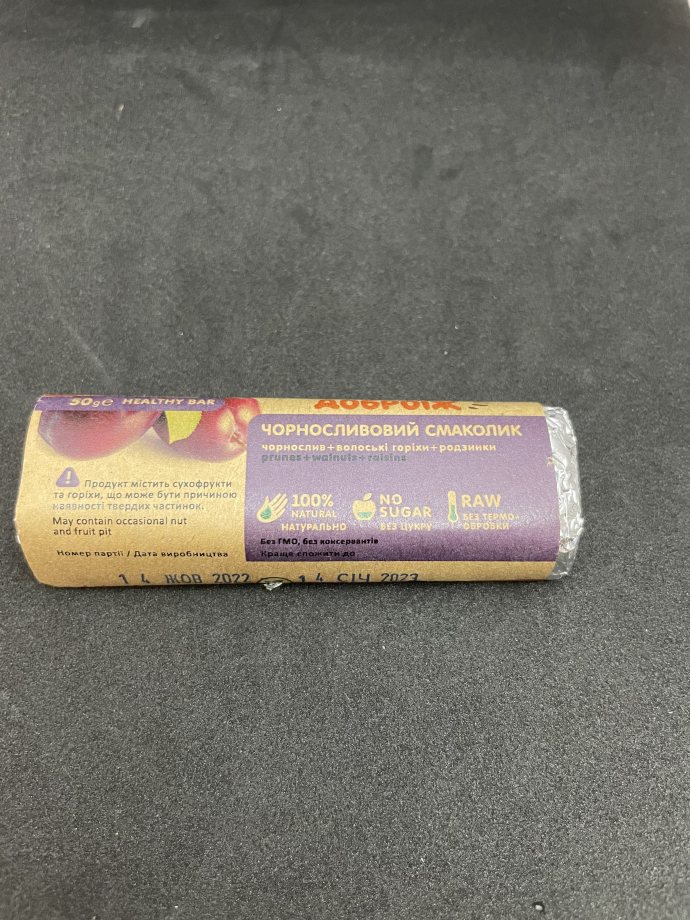 50g℮ HEALTHY BAR
Продукт містить сухофрукти
та горіхи, що може бути причиною
наявності твердих частинок.
May contain occasional nut
and fruit pit
Номер партії / Дата виробництва
14 ЖОВ 2022
ДОБРОЇЖ
ЧОРНОСЛИВОВИЙ СМАКОЛИК
чорнослив+волоські горіхи+родзинки
prunes+walnuts+raisins
100%
NATURAL
НАТУРАЛЬНО
NO
SUGAR
БЕЗ ЦУКРУ
RAW
БЕЗ ТЕРМО-
ОБРОБКИ
Без ГМО, без консервантів
Краще спожити до
14 СІЧ 2023